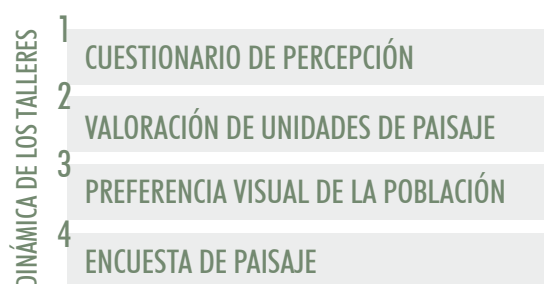 DINÁMICA DE LOS TALLERES
1
CUESTIONARIO DE PERCEPCIÓN
2
VALORACIÓN DE UNIDADES DE PAISAJE
3
PREFERENCIA VISUAL DE LA POBLACIÓN
4
ENCUESTA DE PAISAJE